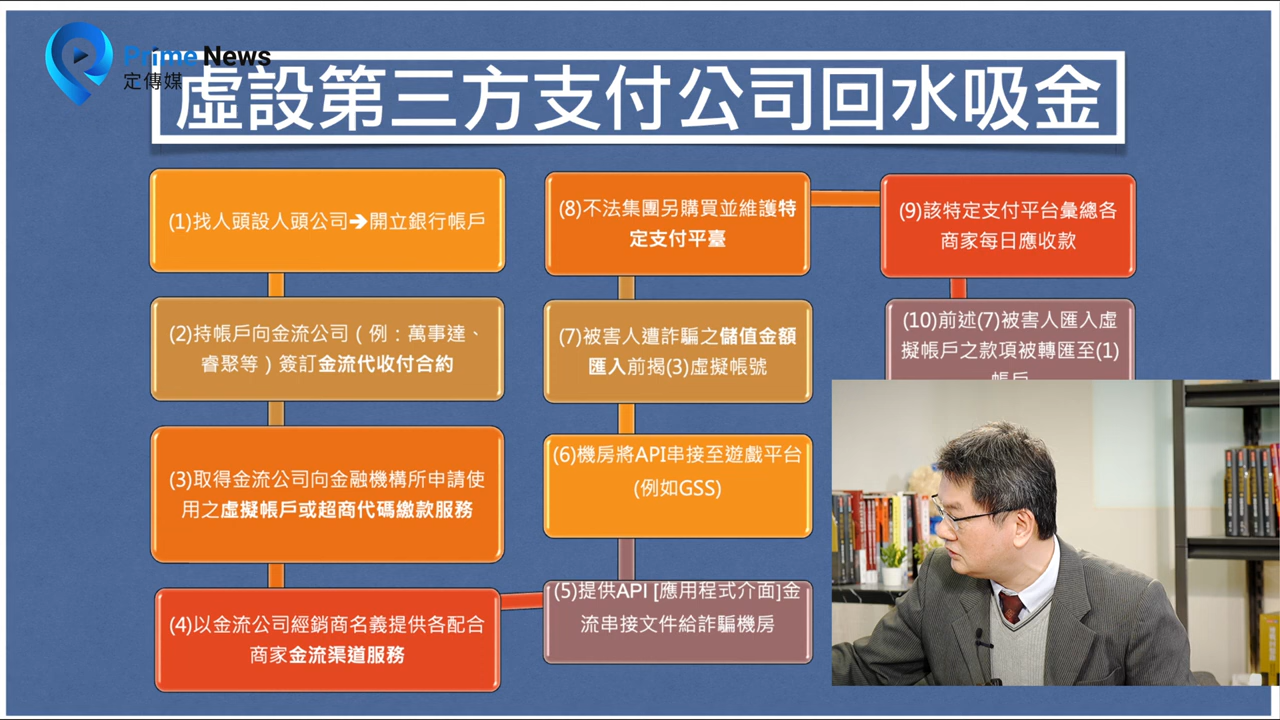 Prime News
定傳媒
虛設第三方支付公司回水吸金
(1)找人頭設人頭公司➔開立銀行帳戶
(2)持帳戶向金流公司（例：萬事達、
睿聚等）簽訂金流代收付合約
(3)取得金流公司向金融機構所申請使
用之虛擬帳戶或超商代碼繳款服務
(4)以金流公司經銷商名義提供各配合
商家金流渠道服務
(5)提供API [應用程式介面]金
流串接文件給詐騙機房
(6)機房將API串接至遊戲平台
(例如GSS)
(7)被害人遭詐騙之儲值金額
匯入前揭(3)虛擬帳號
(8)不法集團另購買並維護特
定支付平臺
(9)該特定支付平台彙總各
商家每日應收款
(10)前述(7)被害人匯入虛
擬帳戶之款項被轉匯至(1)
帳戶